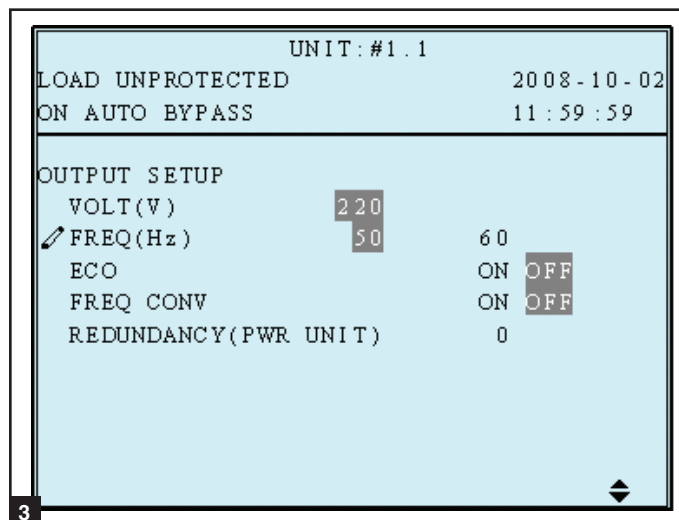 UNIT:#1.1
LOAD UNPROTECTED 2008-10-02
ON AUTO BYPASS 11:59:59
OUTPUT SETUP
VOLT(V) 220
FREQ(Hz) 50 60
ECO ON OFF
FREQ CONV ON OFF
REDUNDANCY(PWR UNIT) 0
3